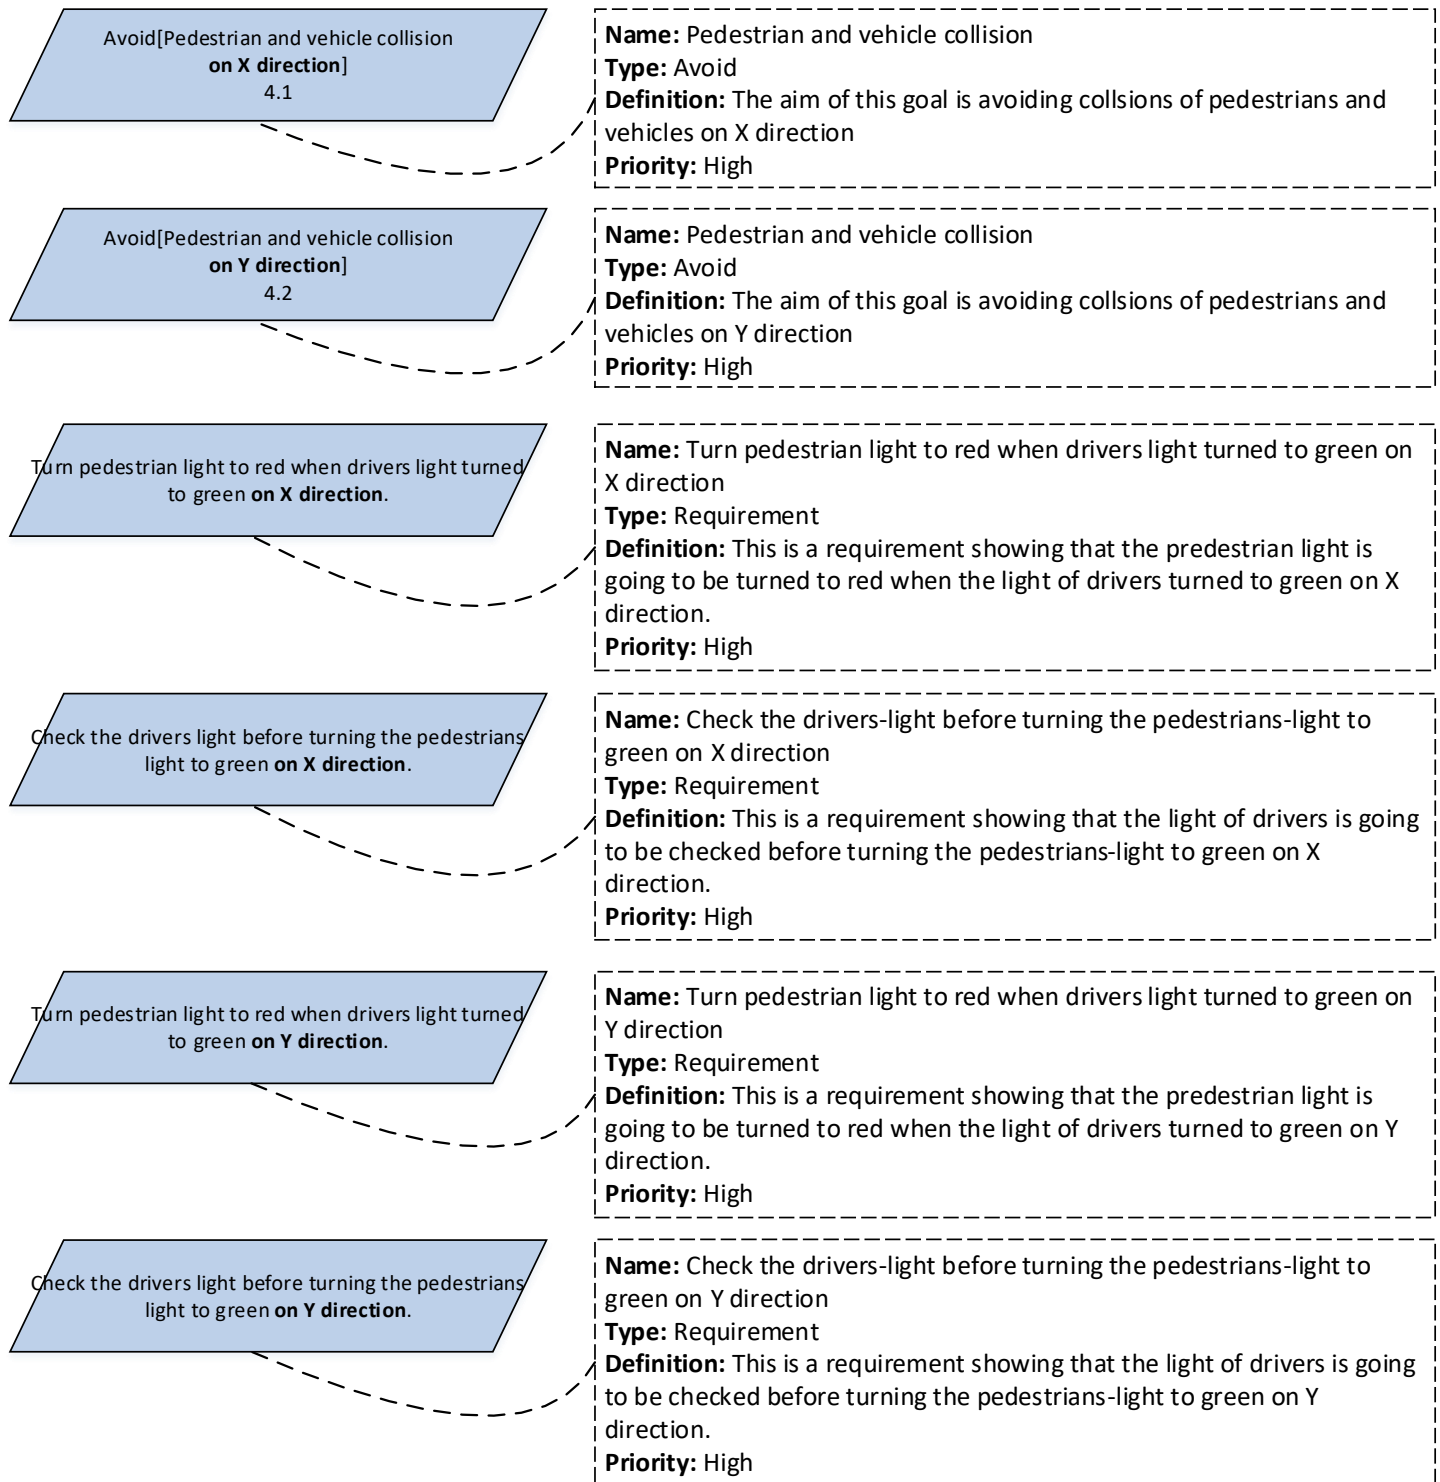 Avoid[Pedestrian and vehicle collision
on X direction]
4.1
Name: Pedestrian and vehicle collision
Type: Avoid
Definition: The aim of this goal is avoiding collsions of pedestrians and
vehicles on X direction
Priority: High
Avoid[Pedestrian and vehicle collision
on Y direction]
4.2
Name: Pedestrian and vehicle collision
Type: Avoid
Definition: The aim of this goal is avoiding collsions of pedestrians and
vehicles on Y direction
Priority: High
Turn pedestrian light to red when drivers light turned
to green on X direction.
Name: Turn pedestrian light to red when drivers light turned to green on
X direction
Type: Requirement
Definition: This is a requirement showing that the predestrian light is
going to be turned to red when the light of drivers turned to green on X
direction.
Priority: High
Check the drivers light before turning the pedestrians
light to green on X direction.
Name: Check the drivers-light before turning the pedestrians-light to
green on X direction
Type: Requirement
Definition: This is a requirement showing that the light of drivers is going
to be checked before turning the pedestrians-light to green on X
direction.
Priority: High
Turn pedestrian light to red when drivers light turned
to green on Y direction.
Name: Turn pedestrian light to red when drivers light turned to green on
Y direction
Type: Requirement
Definition: This is a requirement showing that the predestrian light is
going to be turned to red when the light of drivers turned to green on Y
direction.
Priority: High
Check the drivers light before turning the pedestrians
light to green on Y direction.
Name: Check the drivers-light before turning the pedestrians-light to
green on Y direction
Type: Requirement
Definition: This is a requirement showing that the light of drivers is going
to be checked before turning the pedestrians-light to green on Y
direction.
Priority: High